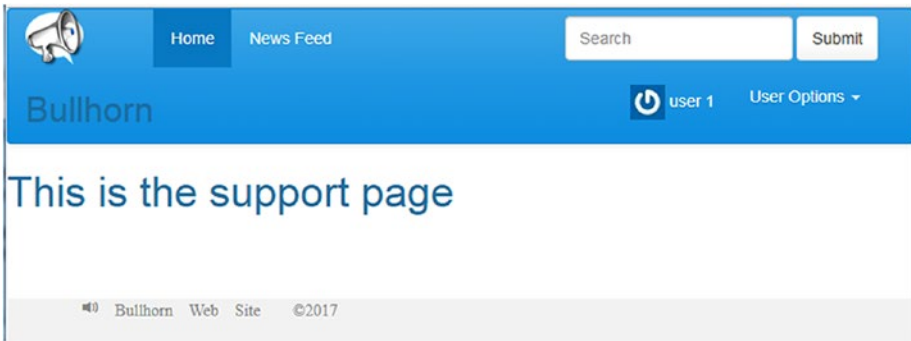 Home News Feed Search Submit
Bullhorn user 1 User Options
This is the support page
Bullhorn Web Site ©2017